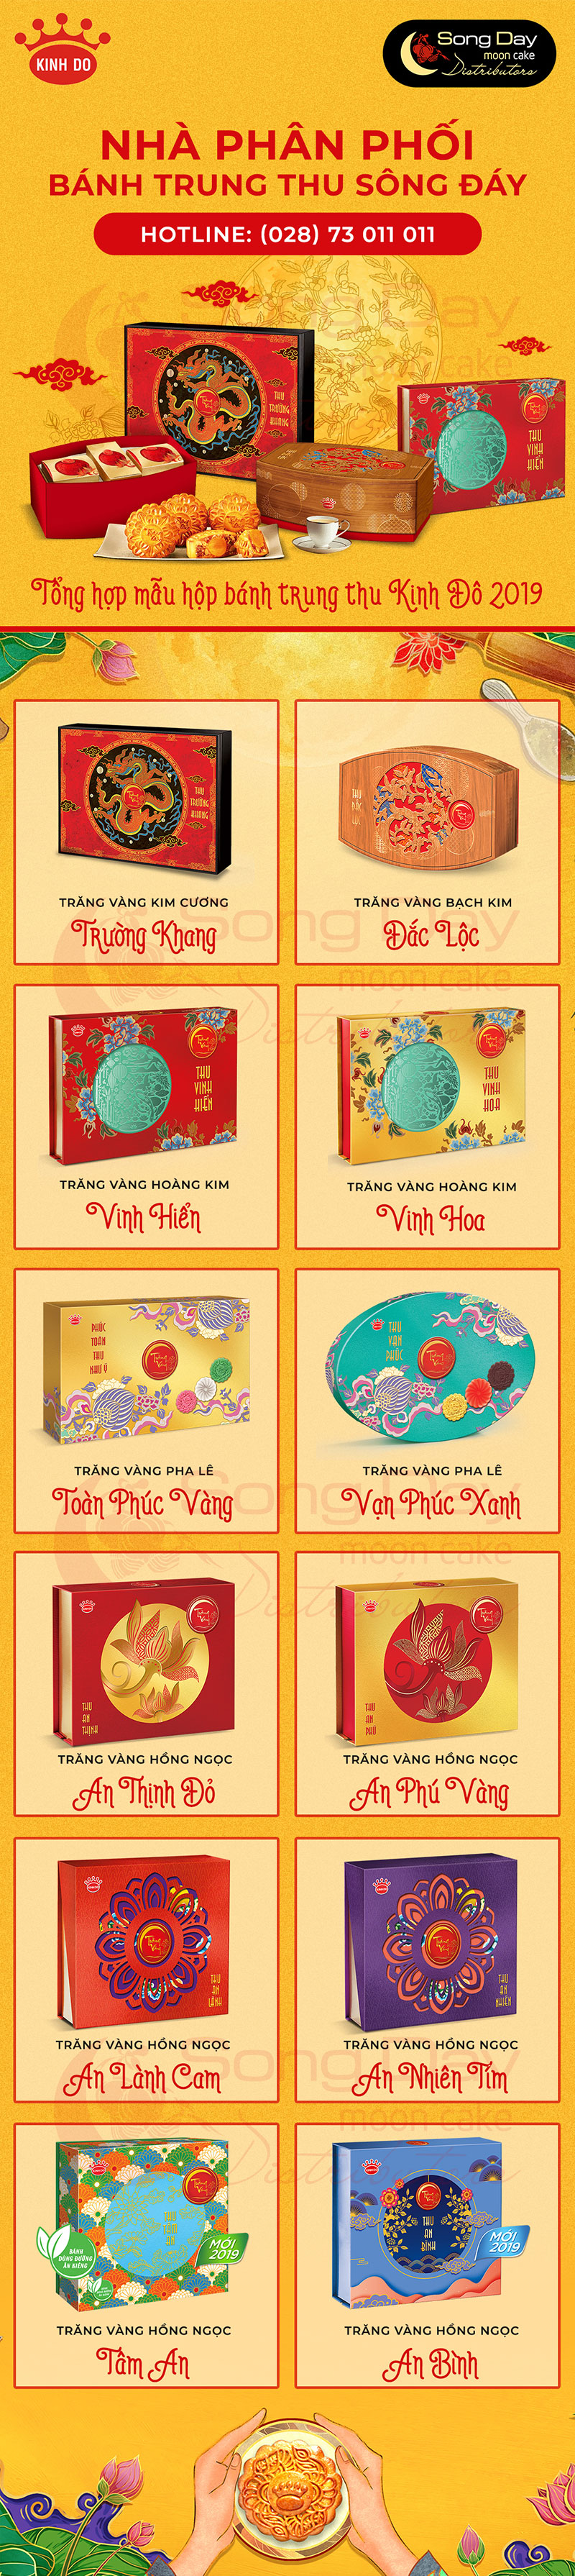 KINH DO
Song Day
moon cake
Distributors
NHÀ PHÂN PHỐI
BÁNH TRUNG THU SÔNG ĐÁY
HOTLINE: (028) 73 011 011
THU
TRƯỜNG
KHANG
THU
VINH
HIỂN
Tổng hợp mẫu hộp bánh trung thu Kinh Đô 2019
THU
TRƯỜNG
KHANG
THU
ĐẮC
LỘC
TRĂNG VÀNG KIM CƯƠNG
Trường Khang
TRĂNG VÀNG BẠCH KIM
Đắc Lộc
THU
VINH
HIỂN
THU
VINH
HOA
TRĂNG VÀNG HOÀNG KIM
Vinh Hiển
TRĂNG VÀNG HOÀNG KIM
Vinh Hoa
PHÚC
TOÀN
THU
NHƯ Ý
THU
VẠN
PHÚC
TRĂNG VÀNG PHA LÊ
Toàn Phúc Vàng
TRĂNG VÀNG PHA LÊ
Vạn Phúc Xanh
THU
AN
THỊNH
THU
AN
PHÚ
TRĂNG VÀNG HỒNG NGỌC
An Thịnh Đỏ
TRĂNG VÀNG HỒNG NGỌC
An Phú Vàng
THU
AN
LÀNH
THU
AN
NHIÊN
TRĂNG VÀNG HỒNG NGỌC
An Lành Cam
TRĂNG VÀNG HỒNG NGỌC
An Nhiên Tím
BÁNH
DINH DƯỠNG
ĂN KIÊNG
THU
TÂM
AN
MỚI
2019
THU
AN
BÌNH
MỚI
2019
TRĂNG VÀNG HỒNG NGỌC
Tâm An
TRĂNG VÀNG HỒNG NGỌC
An Bình